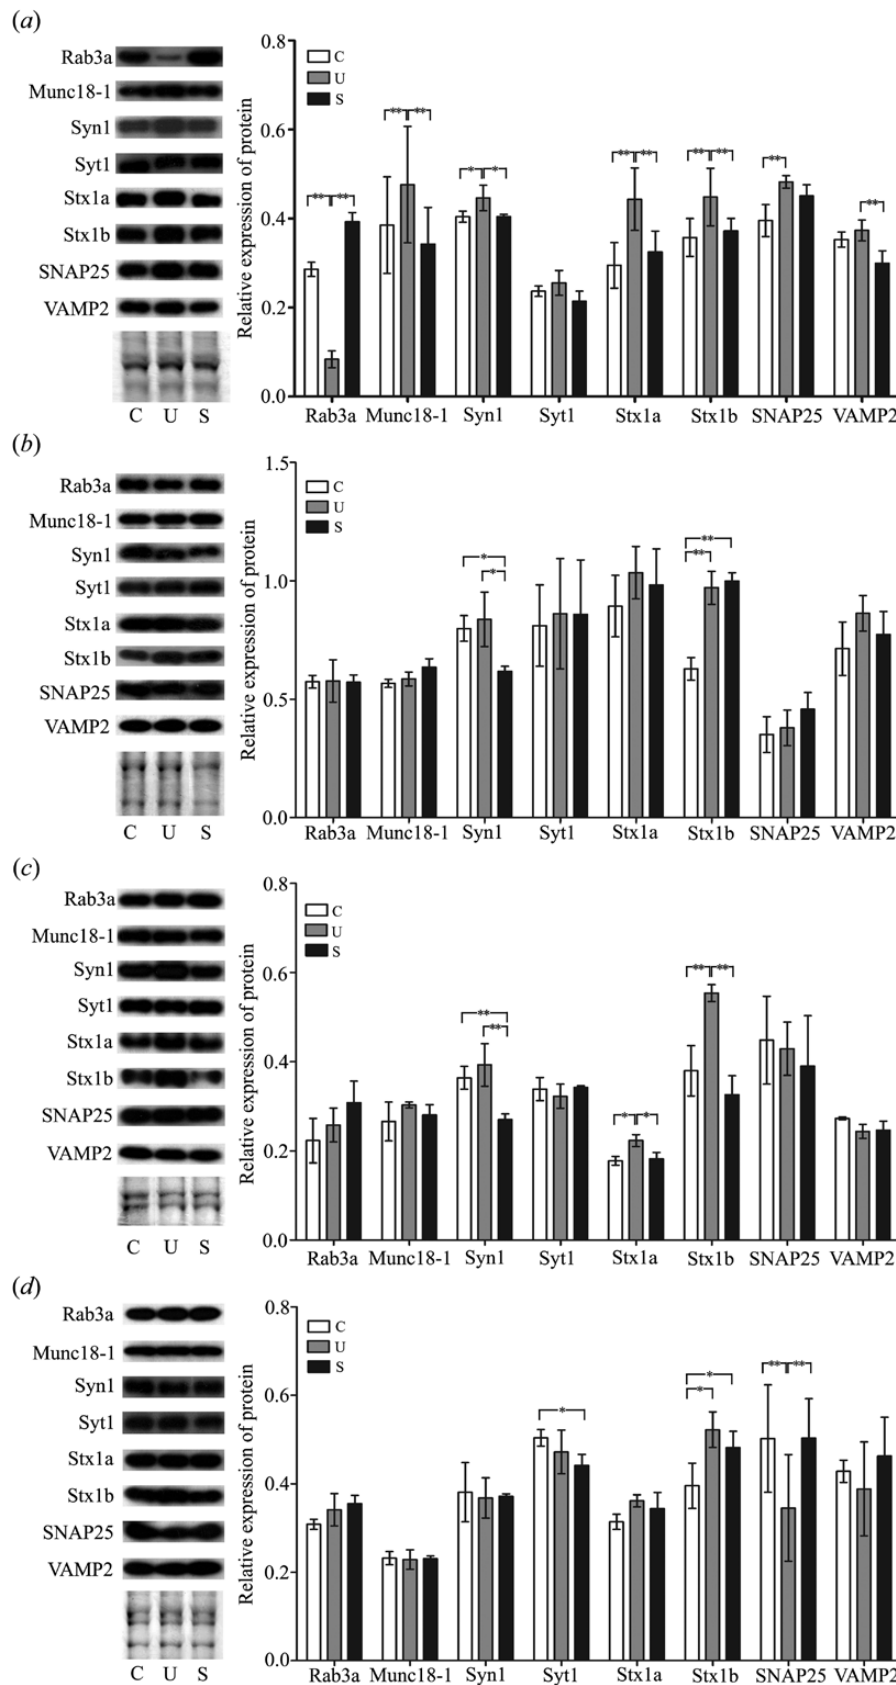 (a)
Rab3a
Munc18-1
Syn1
Syt1
Stx1a
Stx1b
SNAP25
VAMP2
C U S
Relative expression of protein
0.8
0.6
0.4
0.2
0.0
C
U
S
** **
** **
* *
** **
** **
**
**
Rab3a Munc18-1 Syn1 Syt1 Stx1a Stx1b SNAP25 VAMP2
(b)
Rab3a
Munc18-1
Syn1
Syt1
Stx1a
Stx1b
SNAP25
VAMP2
C U S
Relative expression of protein
1.5
1.0
0.5
0.0
C
U
S
*
*
**
**
Rab3a Munc18-1 Syn1 Syt1 Stx1a Stx1b SNAP25 VAMP2
(c)
Rab3a
Munc18-1
Syn1
Syt1
Stx1a
Stx1b
SNAP25
VAMP2
C U S
Relative expression of protein
0.8
0.6
0.4
0.2
0.0
C
U
S
**
**
* *
** **
Rab3a Munc18-1 Syn1 Syt1 Stx1a Stx1b SNAP25 VAMP2
(d)
Rab3a
Munc18-1
Syn1
Syt1
Stx1a
Stx1b
SNAP25
VAMP2
C U S
Relative expression of protein
0.8
0.6
0.4
0.2
0.0
C
U
S
*
*
*
** **
Rab3a Munc18-1 Syn1 Syt1 Stx1a Stx1b SNAP25 VAMP2